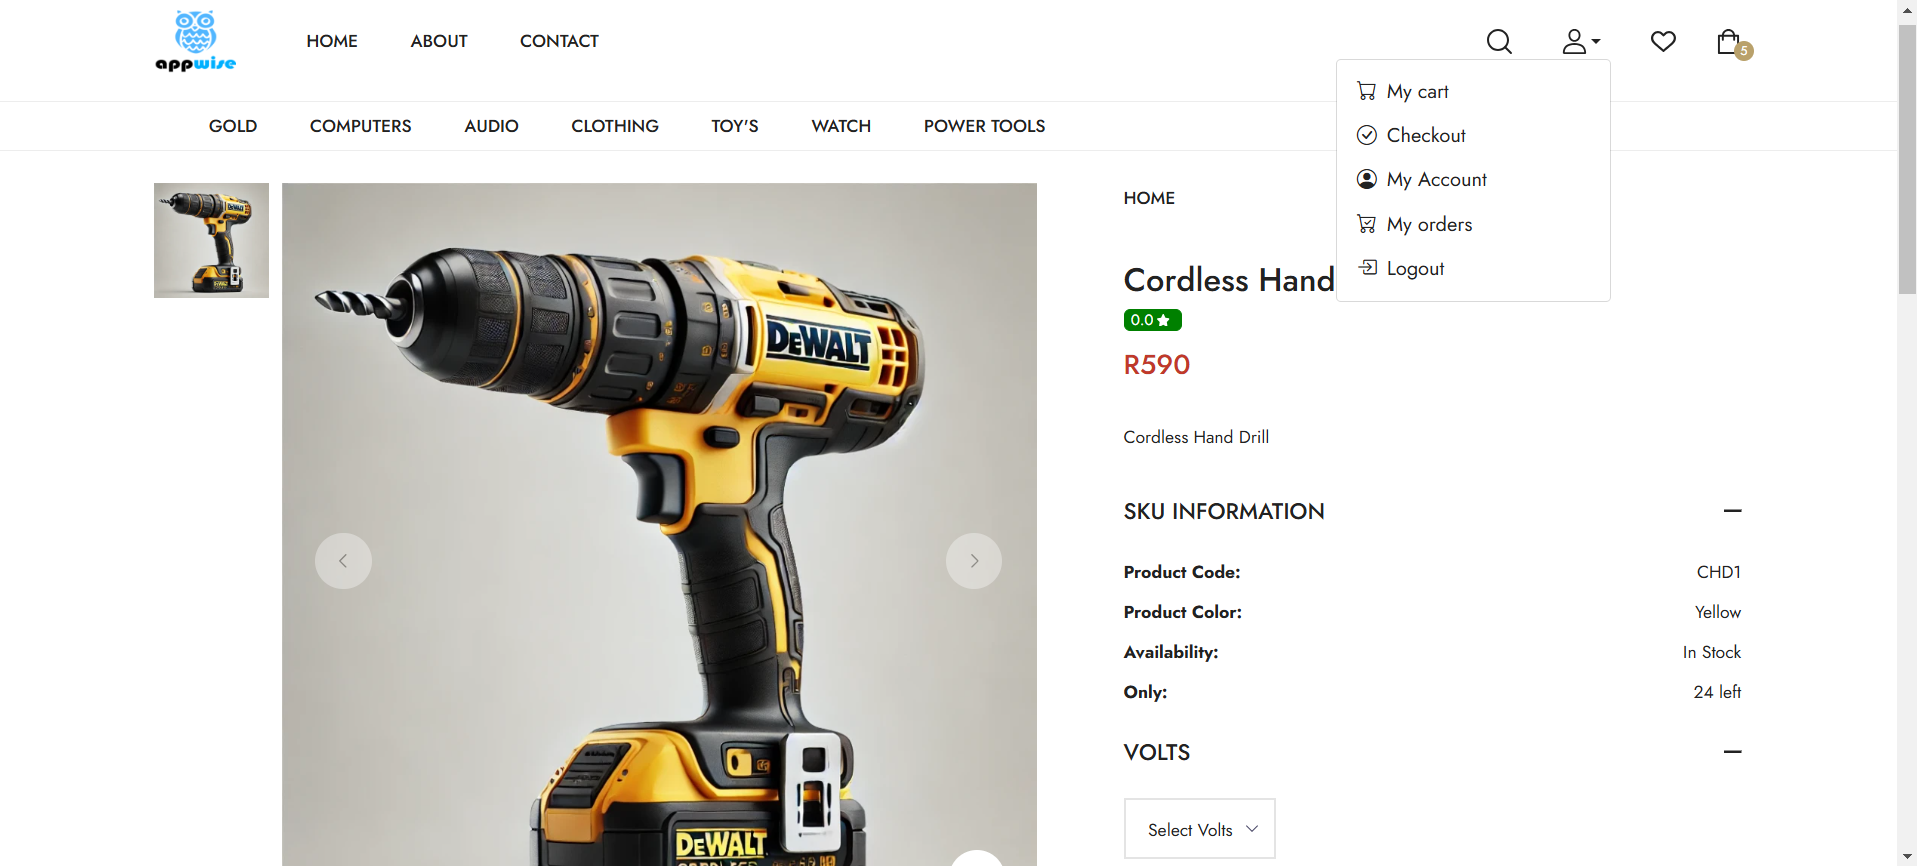 appwise
HOME ABOUT CONTACT
5
My cart
Checkout
My Account
My orders
Logout
GOLD COMPUTERS AUDIO CLOTHING TOY'S WATCH POWER TOOLS
DEWALT
DEWALT
HOME
Cordless Hand
0.0
R590
Cordless Hand Drill
SKU INFORMATION
Product Code: CHD1
Product Color: Yellow
Availability: In Stock
Only: 24 left
VOLTS
Select Volts